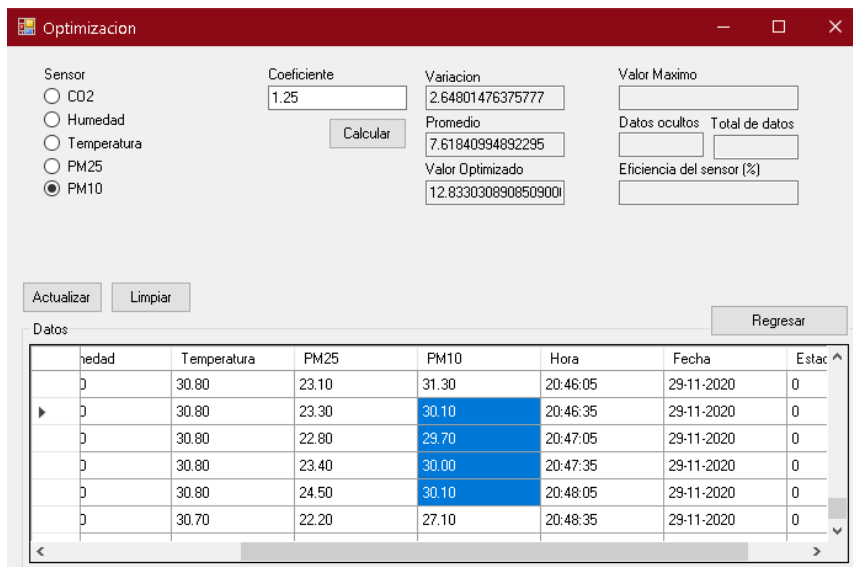 Optimizacion
Sensor
CO2
Humedad
Temperatura
PM25
PM10
Coeficiente
1.25
Calcular
Variacion
2.64801476375777
Promedio
7.61840994892295
Valor Optimizado
Valor Maximo
Datos ocultos Total de datos
Eficiencia del sensor (%)
Actualizar Limpiar
Regresar
Datos
Temperatura PM25 PM10 Hora Fecha
30.80 23.10 31.30 20:46:05 29-11-2020 0
30.80 23.30 30.10 20:46:35 29-11-2020 0
30.80 22.80 29.70 20:47:05 29-11-2020 0
30.80 23.40 30.00 20:47:35 29-11-2020 0
30.80 24.50 30.10 20:48:05 29-11-2020 0
30.70 22.20 27.10 20:48:35 29-11-2020 0